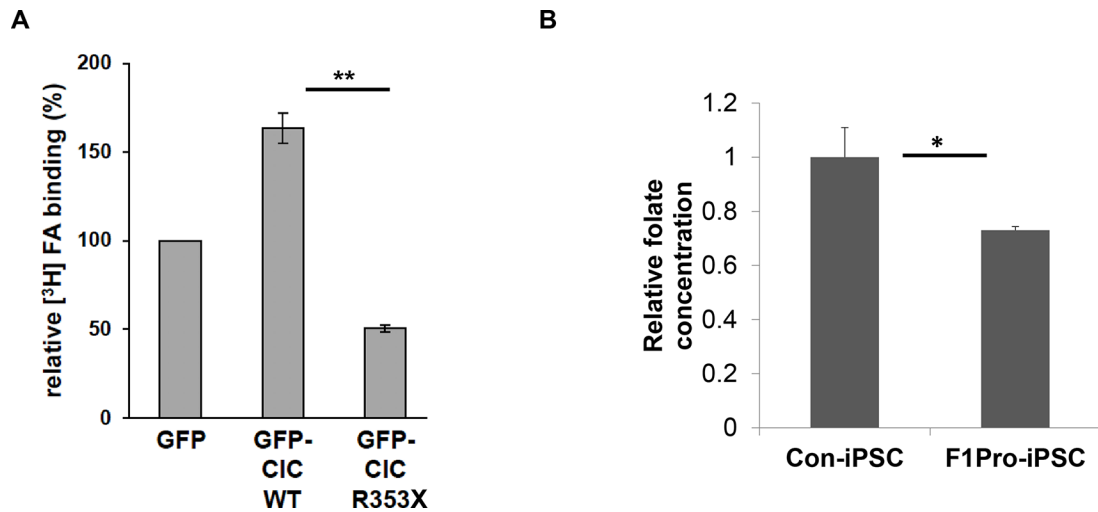 A
relative [³H] FA binding (%)
200
150
100
50
0
**
GFP
GFP-
CIC
WT
GFP-
CIC
R353X
B
Relative folate
concentration
1.2
1
0.8
0.6
0.4
0.2
0
*
Con-iPSC
F1Pro-iPSC